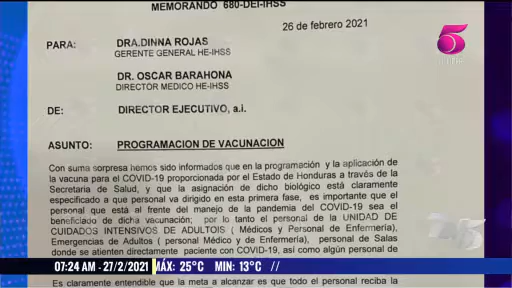 MEMORANDO 680-DEI-IHSS
26 de febrero 2021
5
PARA: DRA.DINNA ROJAS
GERENTE GENERAL HE-IHSS
DR. OSCAR BARAHONA
DIRECTOR MEDICO HE-IHSS
DE: DIRECTOR EJECUTIVO, a.i.
ASUNTO: PROGRAMACION DE VACUNACION
Con suma sorpresa hemos sido informados que en la programación y la aplicación de
la vacuna para el COVID-19 proporcionada por el Estado de Honduras a través de la
Secretaria de Salud, y que la asignación de dicho biológico está claramente
especificado a que personal va dirigido en esta primera fase, es importante que el
personal que está al frente del manejo de la pandemia del COVID-19 sea el
beneficiado de dicha vacunación; por lo tanto el personal de la UNIDAD DE
CUIDADOS INTENSIVOS DE ADULTOIS ( Médicos y Personal de Enfermería),
Emergencias de Adultos ( personal Médico y de Enfermería), personal de Salas
donde se atienten directamente paciente con COVID-19, así como algún personal de
07:24 AM - 27/2/2021 MÁX: 25°C MIN: 13°C //
Es claramente entendible que la meta a alcanzar es que todo el personal reciba la